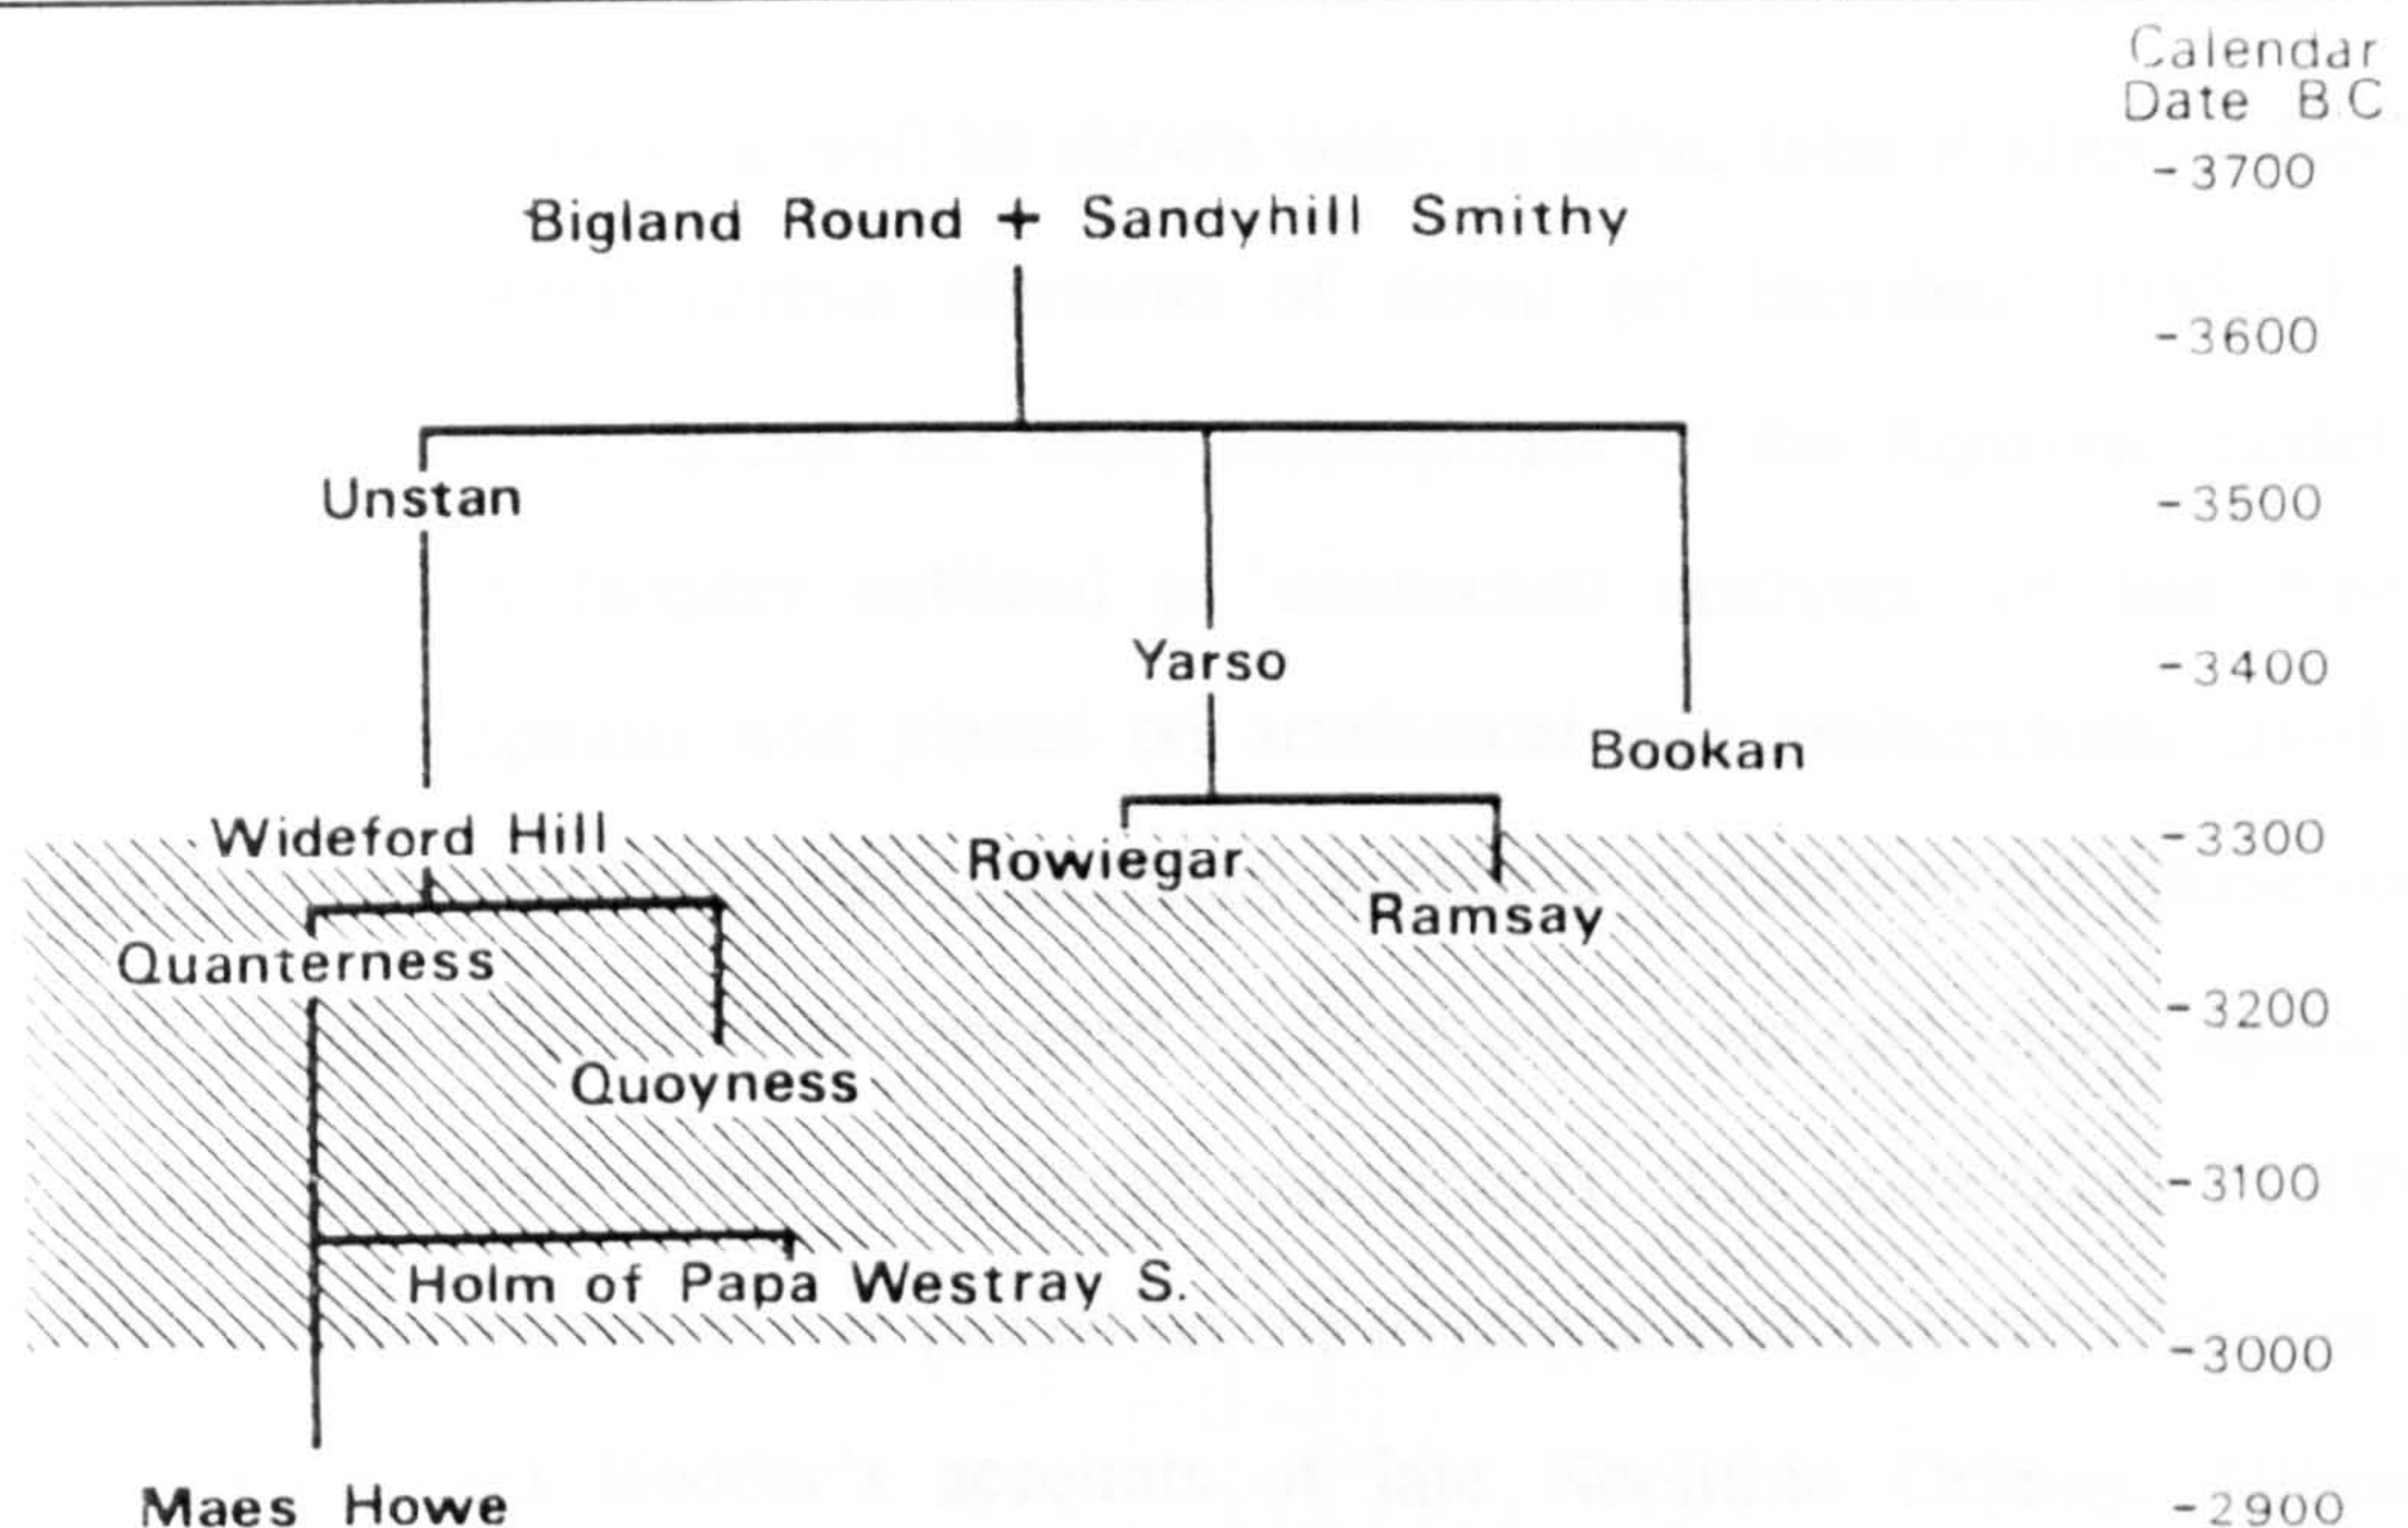 Calendar
Date B.C
-3700
Bigland Round + Sandyhill Smithy
-3600
Unstan
-3500
Yarso
-3400
Bookan
Wideford Hill
-3300
Rowiegar
Ramsay
Quanterness
-3200
Quoyness
-3100
Holm of Papa Westray S.
-3000
Maes Howe
-2900